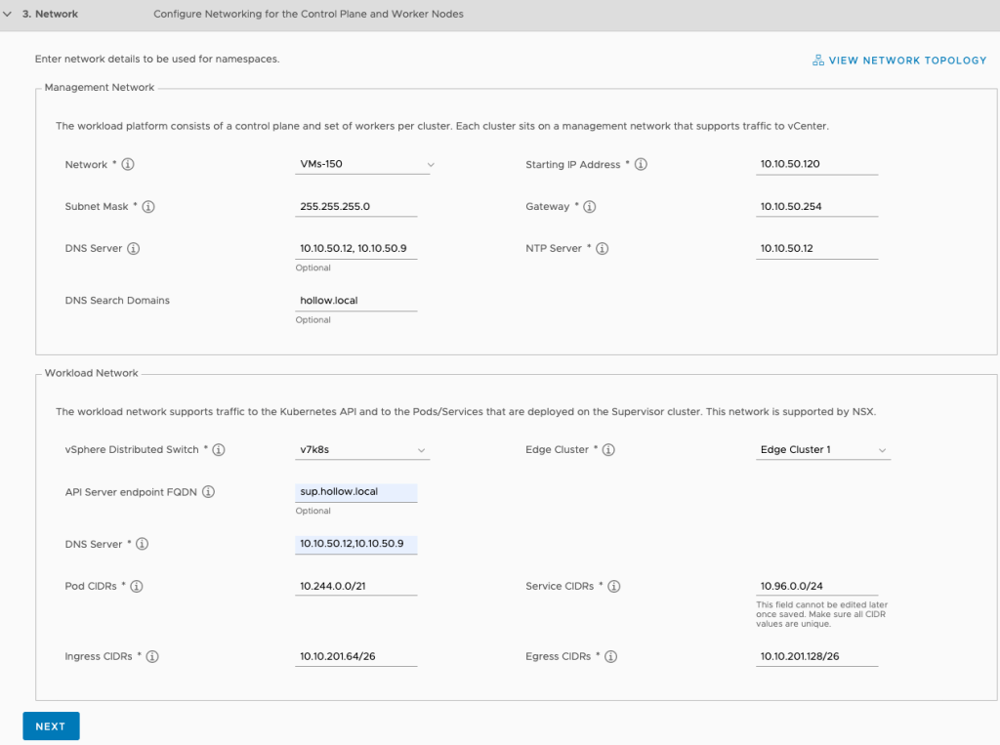 3. Network Configure Networking for the Control Plane and Worker Nodes
Enter network details to be used for namespaces.
VIEW NETWORK TOPOLOGY
Management Network
The workload platform consists of a control plane and set of workers per cluster. Each cluster sits on a management network that supports traffic to vCenter.
Network * VMs-150 Starting IP Address * 10.10.50.120
Subnet Mask * 255.255.255.0 Gateway * 10.10.50.254
DNS Server 10.10.50.12, 10.10.50.9 NTP Server * 10.10.50.12
Optional
DNS Search Domains hollow.local
Optional
Workload Network
The workload network supports traffic to the Kubernetes API and to the Pods/Services that are deployed on the Supervisor cluster. This network is supported by NSX.
vSphere Distributed Switch * v7k8s Edge Cluster * Edge Cluster 1
API Server endpoint FQDN sup.hollow.local
Optional
DNS Server * 10.10.50.12,10.10.50.9
Pod CIDRs * 10.244.0.0/21 Service CIDRs * 10.96.0.0/24
This field cannot be edited later
once saved. Make sure all CIDR
values are unique.
Ingress CIDRs * 10.10.201.64/26 Egress CIDRs * 10.10.201.128/26
NEXT